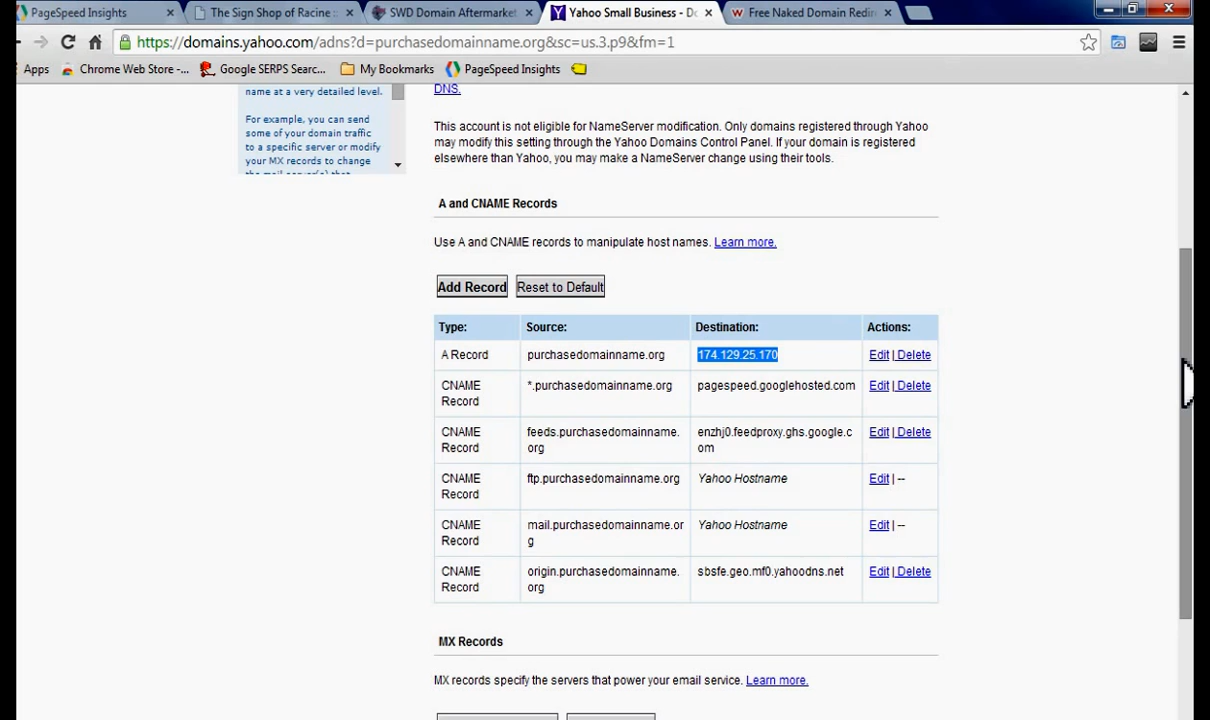 PageSpeed Insights
The Sign Shop of Racine
SWD Domain Aftermarket
Yahoo Small Business - Do
Free Naked Domain Redire
https://domains.yahoo.com/adns?d=purchasedomainname.org&sc=us.3.p9&fm=1
Apps
Chrome Web Store -...
Google SERPS Searc...
My Bookmarks
PageSpeed Insights
name at a very detailed level.
For example, you can send
some of your domain traffic
to a specific server or modify
your MX records to change
the mail server(s) that
DNS.
This account is not eligible for NameServer modification. Only domains registered through Yahoo
may modify this setting through the Yahoo Domains Control Panel. If your domain is registered
elsewhere than Yahoo, you may make a NameServer change using their tools.
A and CNAME Records
Use A and CNAME records to manipulate host names. Learn more.
Add Record Reset to Default
Type: Source: Destination: Actions:
A Record purchasedomainname.org 174.129.25.170 Edit | Delete
CNAME *.purchasedomainname.org pagespeed.googlehosted.com Edit | Delete
Record
CNAME feeds.purchasedomainname. enzhj0.feedproxy.ghs.google.c Edit | Delete
Record org om
CNAME ftp.purchasedomainname.org Yahoo Hostname Edit | --
Record
CNAME mail.purchasedomainname.or Yahoo Hostname Edit | --
Record g
CNAME origin.purchasedomainname. sbsfe.geo.mf0.yahoodns.net Edit | Delete
Record org
MX Records
MX records specify the servers that power your email service. Learn more.